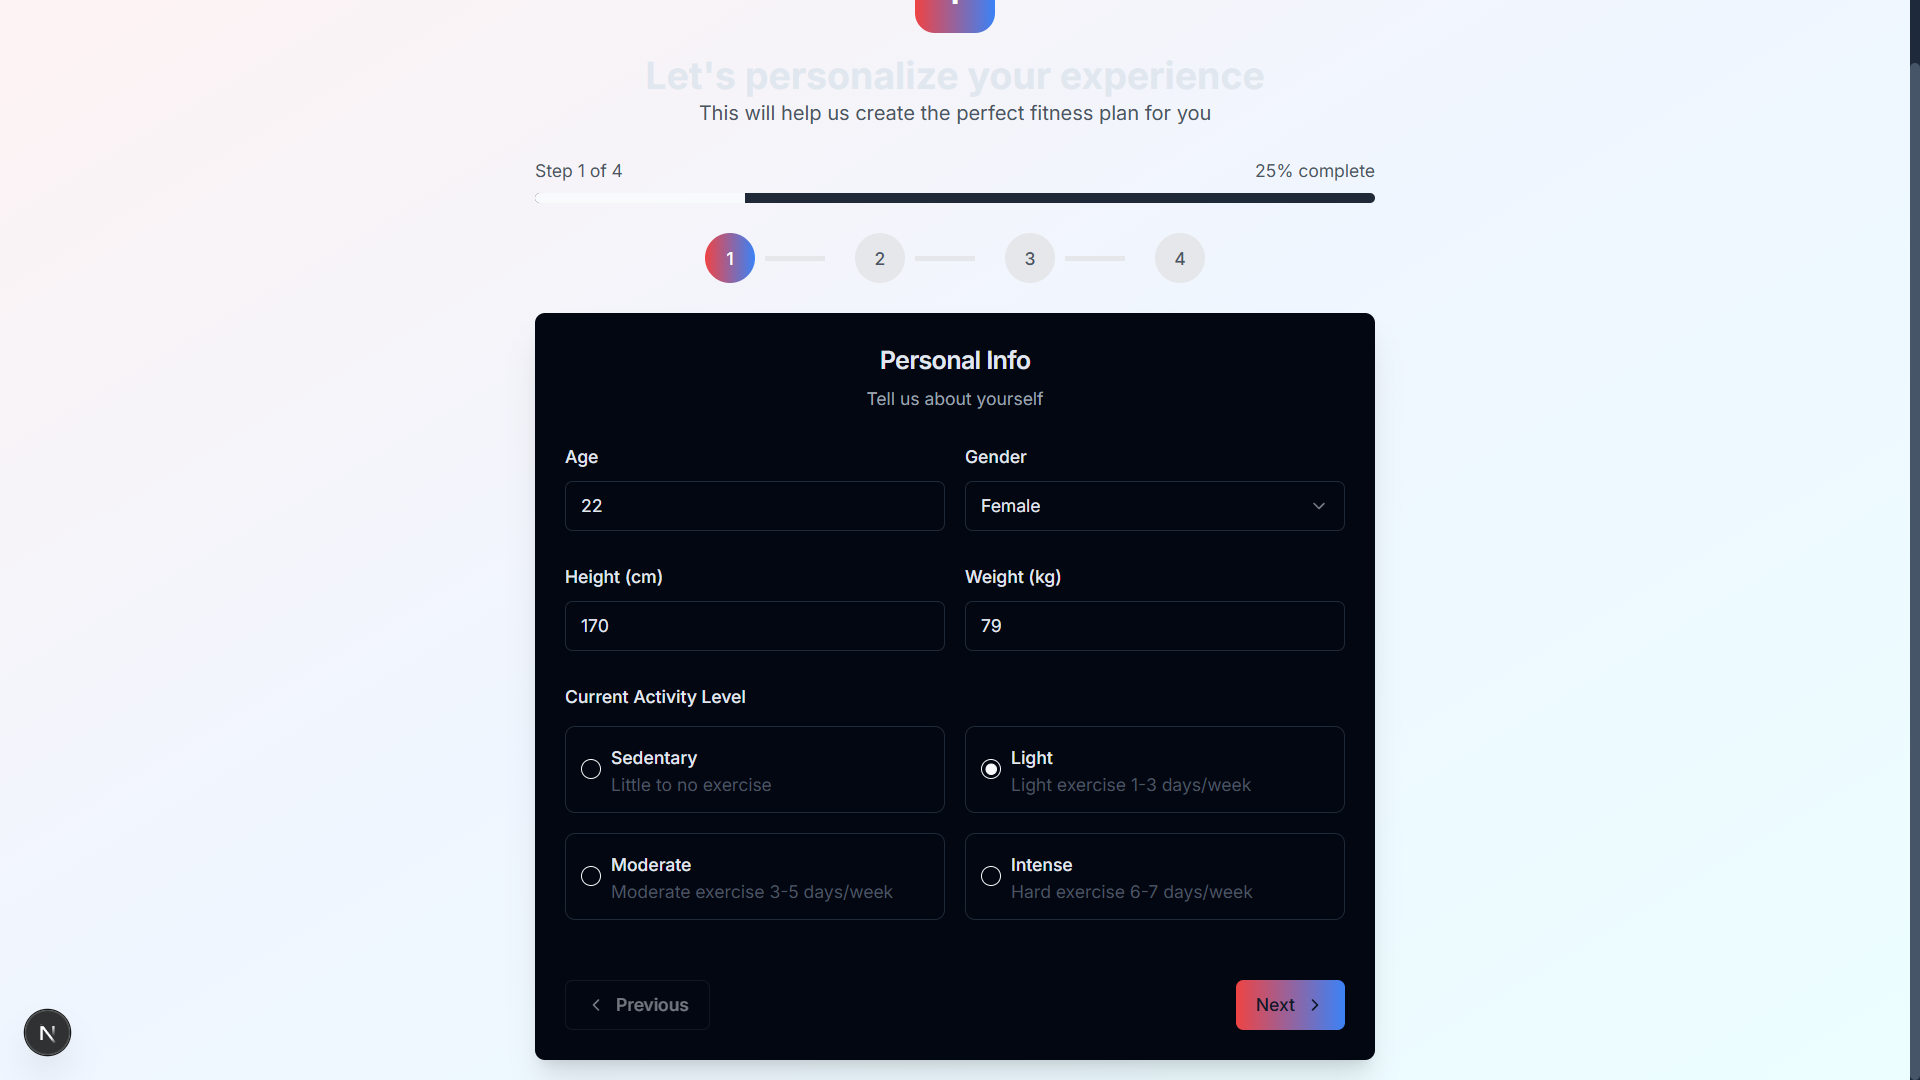 Let's personalize your experience
This will help us create the perfect fitness plan for you
Step 1 of 4
25% complete
1
2
3
4
Personal Info
Tell us about yourself
Age
Gender
22
Female
Height (cm)
Weight (kg)
170
79
Current Activity Level
Sedentary
Little to no exercise
Light
Light exercise 1-3 days/week
Moderate
Moderate exercise 3-5 days/week
Intense
Hard exercise 6-7 days/week
Previous
Next
N